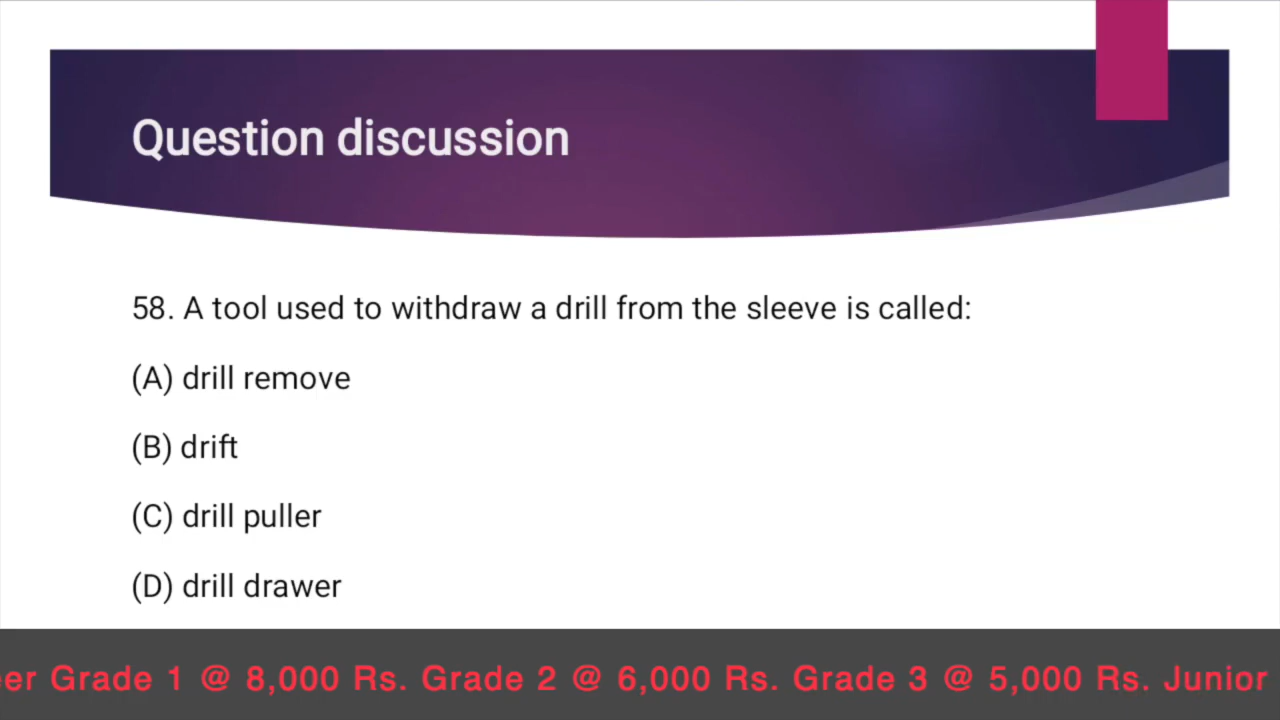 Question discussion
58. A tool used to withdraw a drill from the sleeve is called:
(A) drill remove
(B) drift
(C) drill puller
(D) drill drawer
er Grade 1 @ 8,000 Rs. Grade 2 @ 6,000 Rs. Grade 3 @ 5,000 Rs. Junior